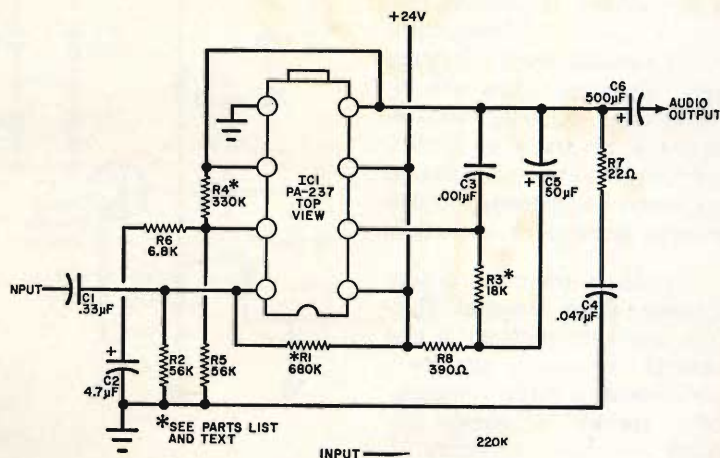 +24V
C6
500µF
+
AUDIO
OUTPUT
IC1
PA-237
TOP
VIEW
R4*
330K
C3
.001µF
C5
50µF
+
R7
22Ω
R6
6.8K
R3*
18K
NPUT
C1
.33µF
C4
.047µF
*R1
680K
R8
390Ω
+
C2
4.7µF
R2
56K
R5
56K
*SEE PARTS LIST
AND TEXT
INPUT
220K